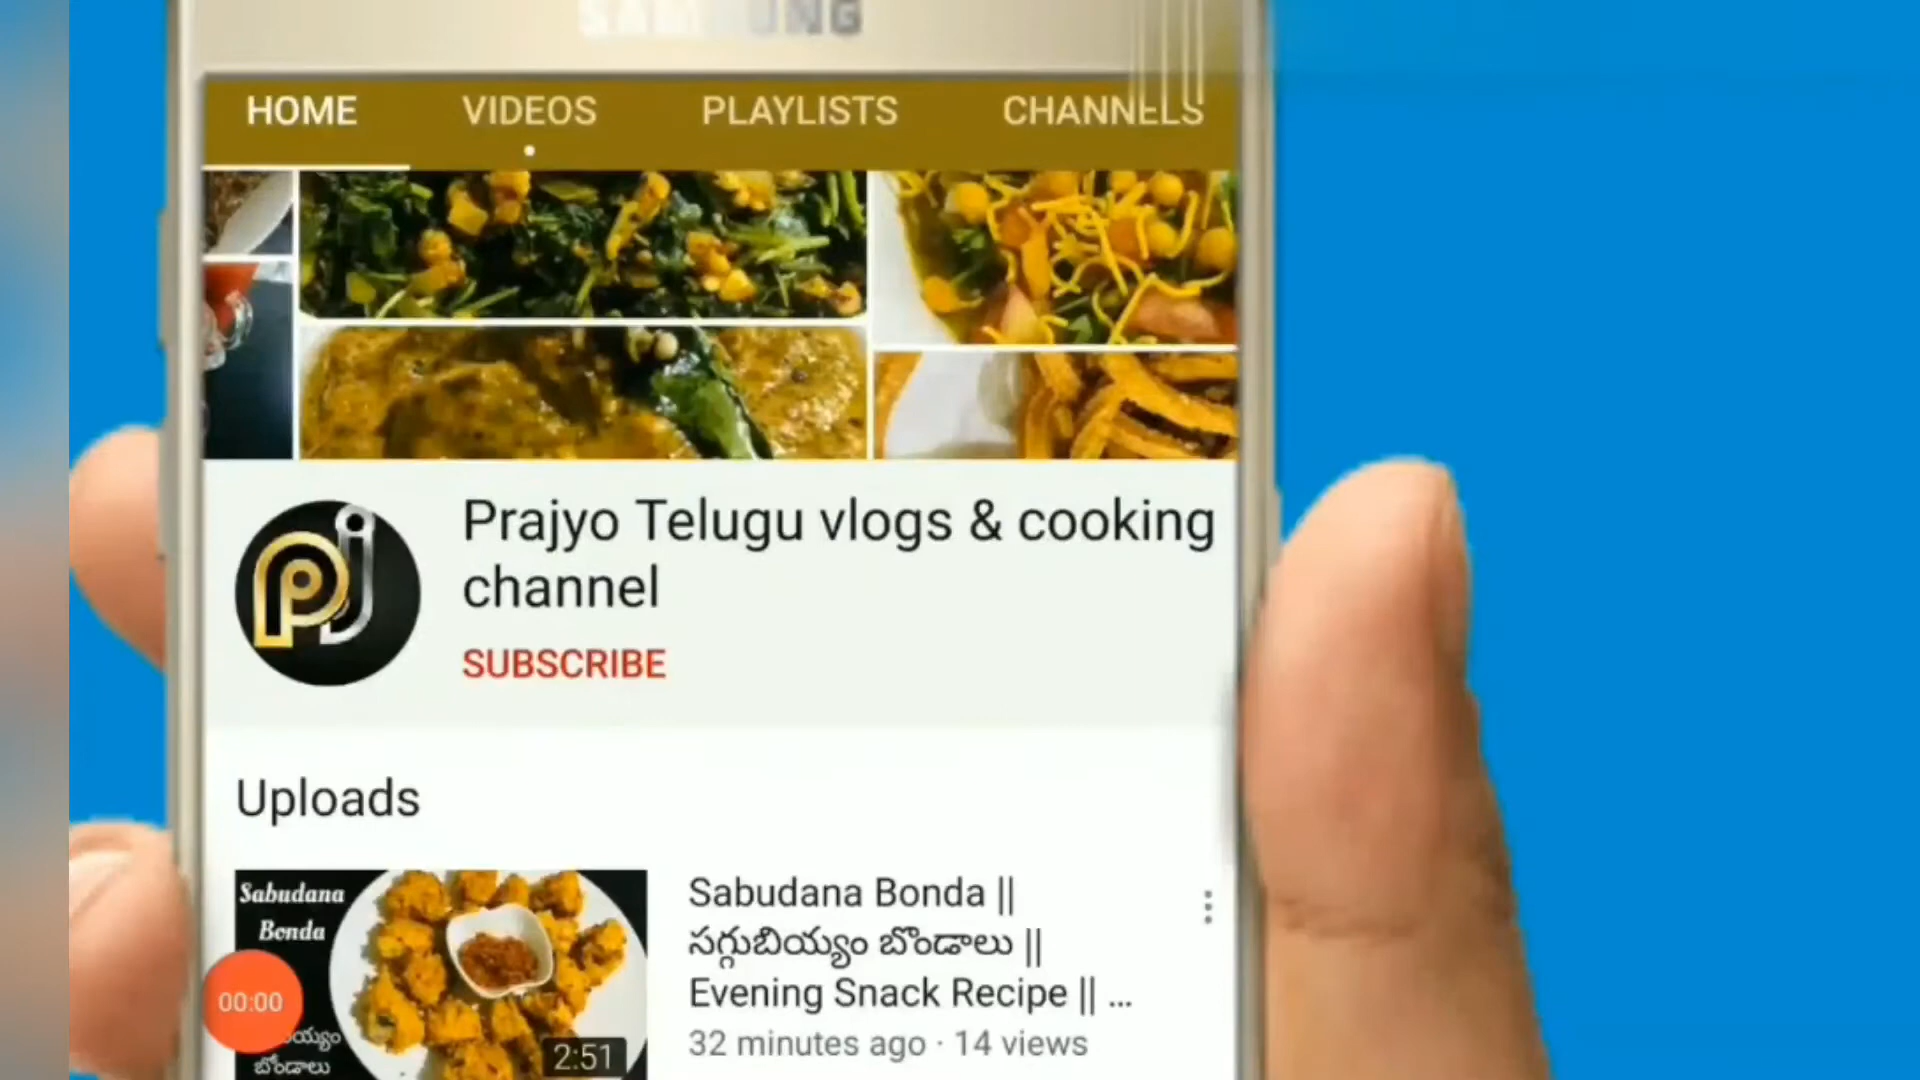 SAMSUNG
HOME VIDEOS PLAYLISTS CHANNELS
Prajyo Telugu vlogs & cooking
channel
SUBSCRIBE
Uploads
Sabudana
Bonda
బోండాలు
2:51
00:00
Sabudana Bonda ||
సగ్గుబియ్యం బొండాలు ||
Evening Snack Recipe || ...
32 minutes ago · 14 views